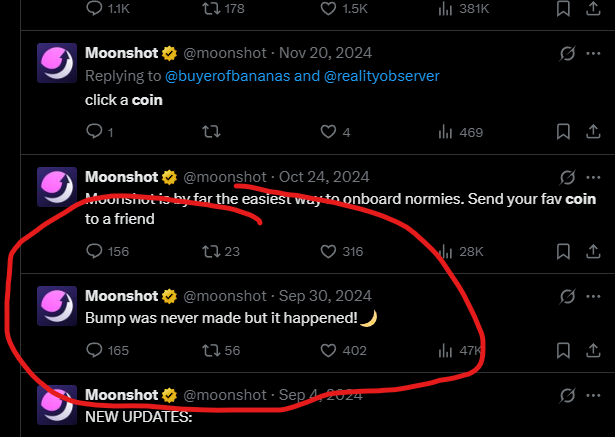 1.1K 178 1.5K 381K
Moonshot @moonshot · Nov 20, 2024
Replying to @buyerofbananas and @realityobserver
click a coin
1 4 469
Moonshot @moonshot · Oct 24, 2024
Moonshot is by far the easiest way to onboard normies. Send your fav coin
to a friend
156 23 316 28K
Moonshot @moonshot · Sep 30, 2024
Bump was never made but it happened!🌛
165 56 402 47K
Moonshot @moonshot · Sep 4, 2024
NEW UPDATES: